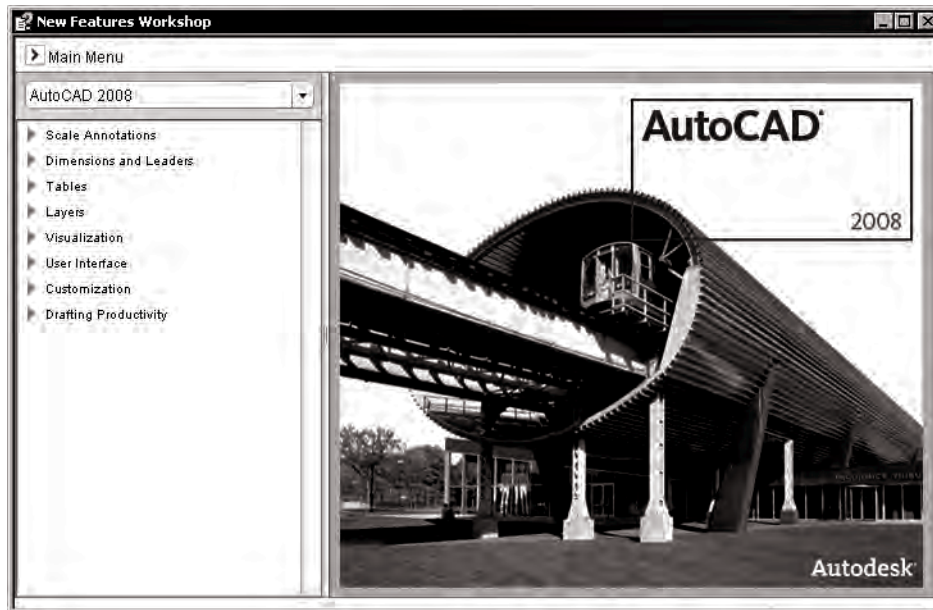 New Features Workshop
Main Menu
AutoCAD 2008
Scale Annotations
Dimensions and Leaders
Tables
Layers
Visualization
User Interface
Customization
Drafting Productivity
AutoCAD
2008
Autodesk